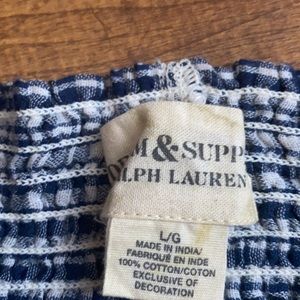 & SUPP
LPH LAUREN
L/G
MADE IN INDIA/
FABRIQUÉ EN INDE
100% COTTON/COTON
EXCLUSIVE OF
DECORATION